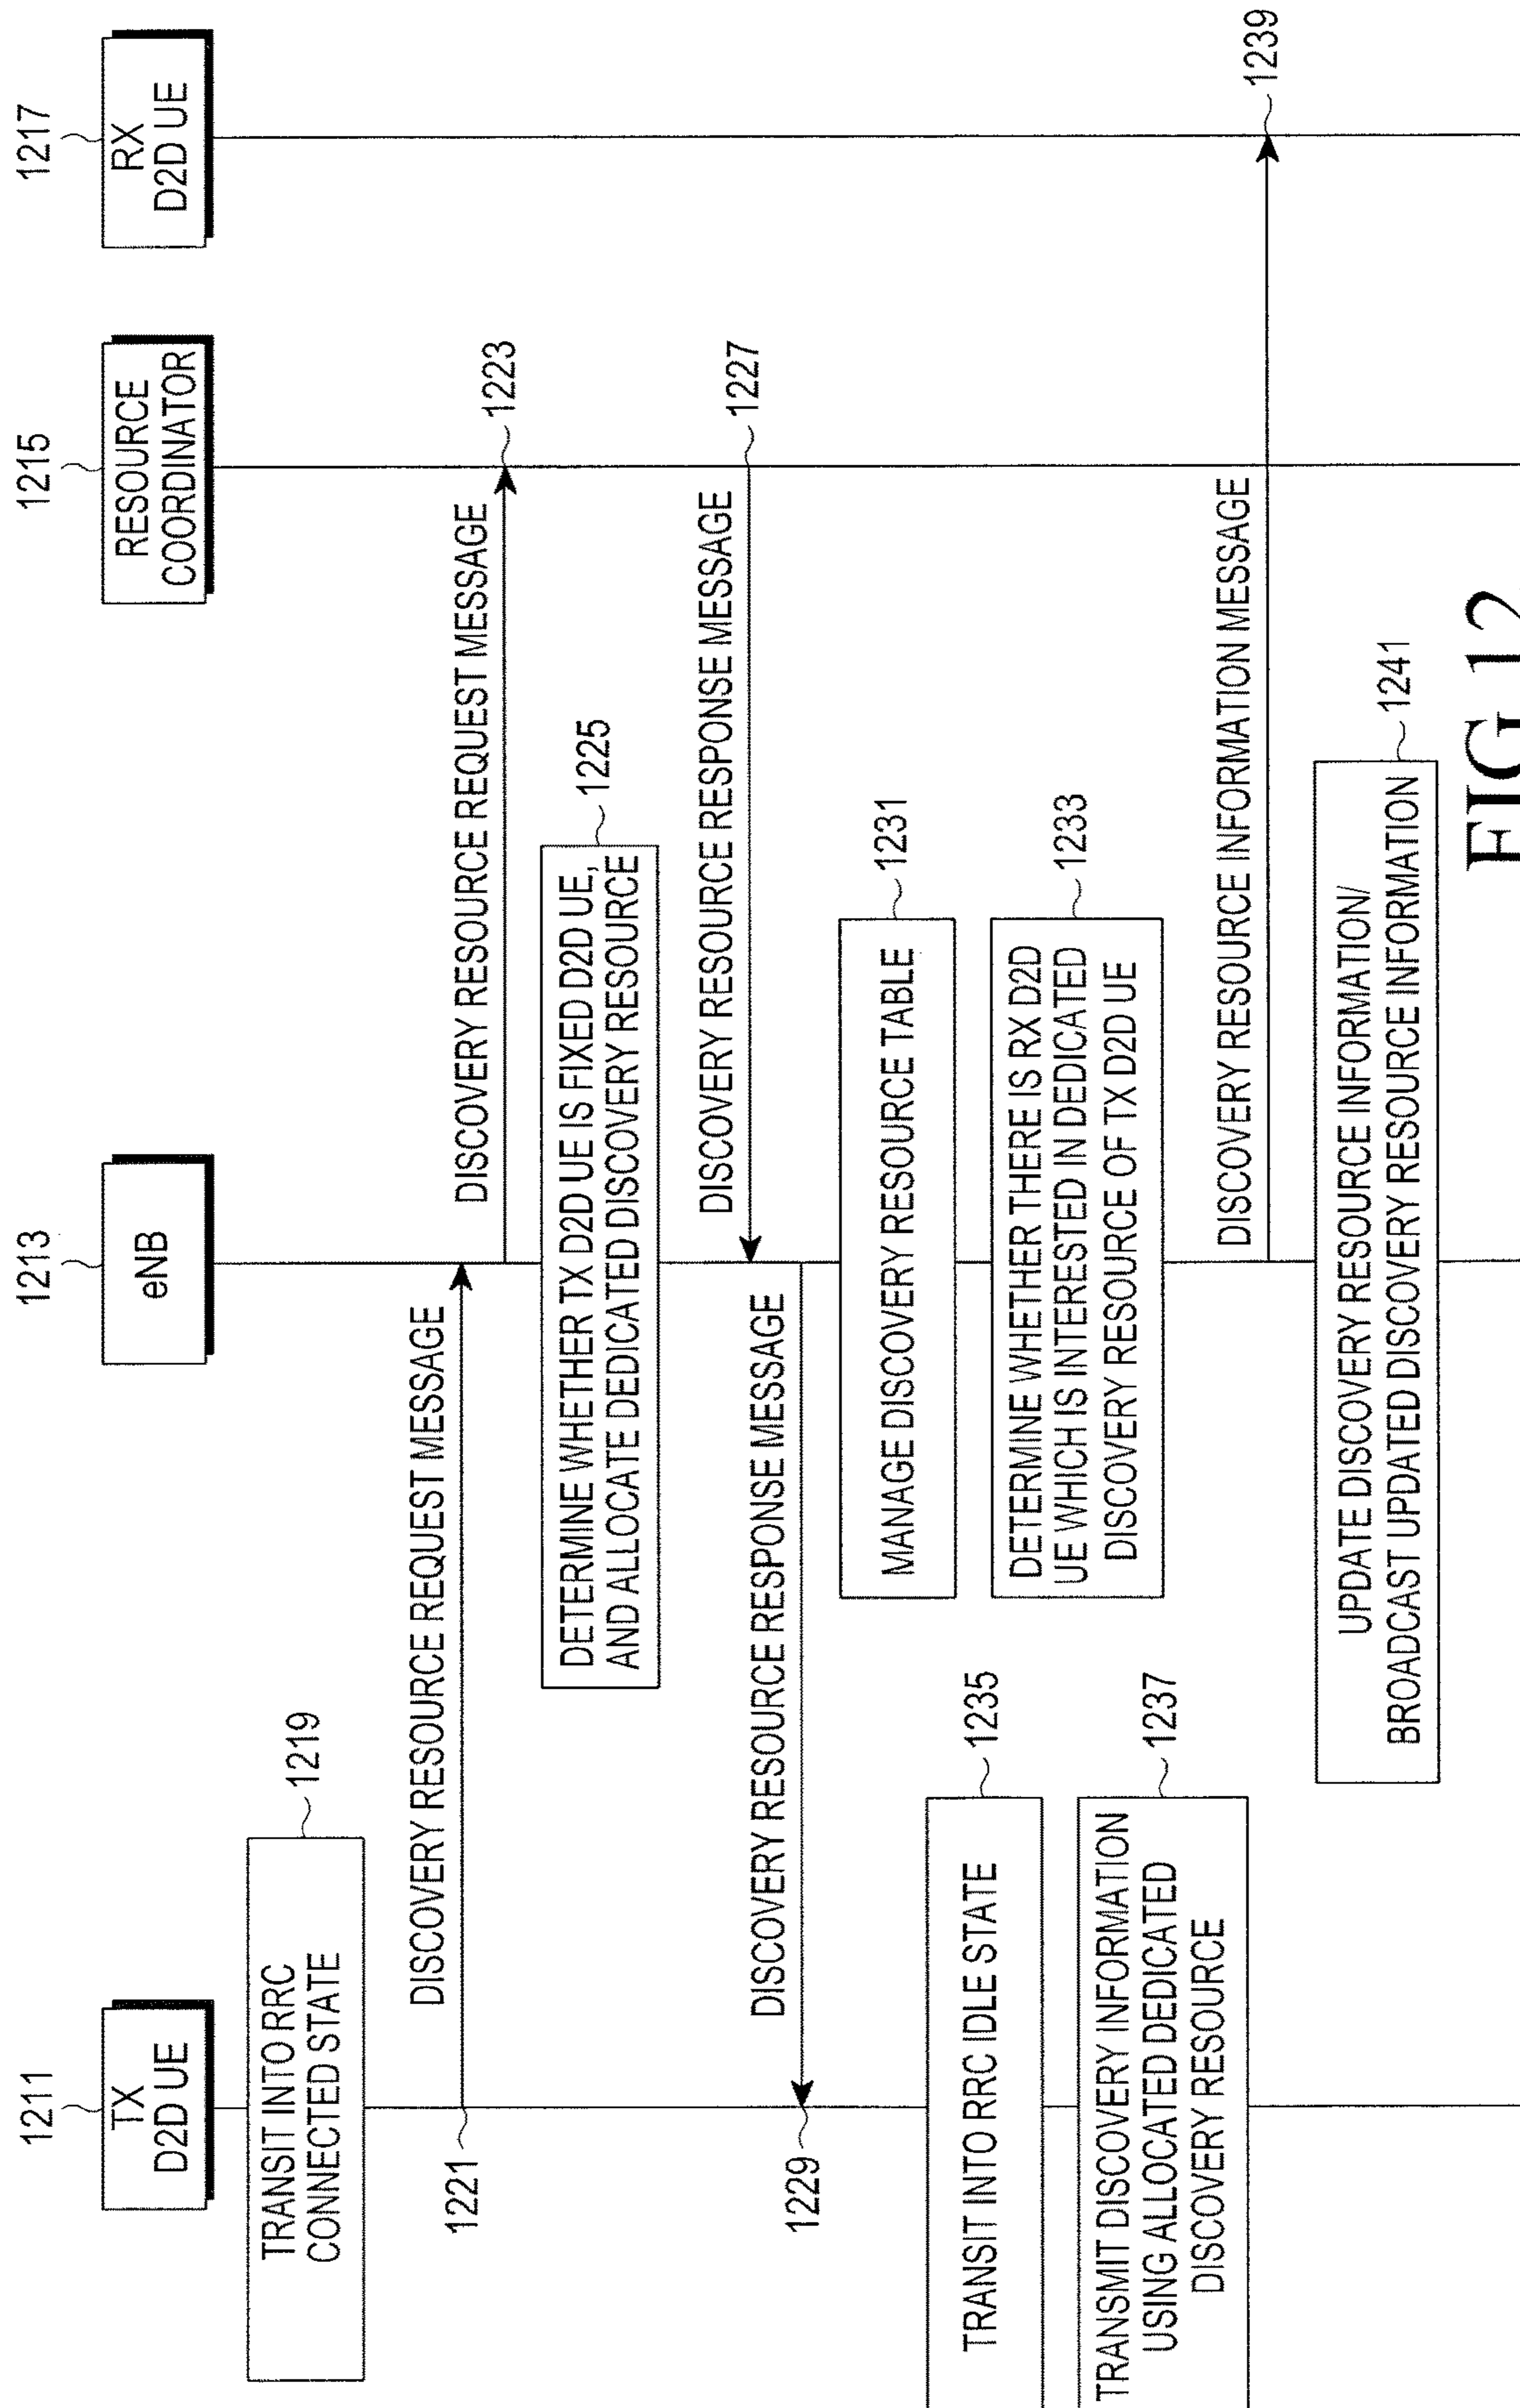 1211
1213
1215
1217
TX
D2D UE
eNB
RESOURCE
COORDINATOR
RX
D2D UE
TRANSIT INTO RRC
CONNECTED STATE
1219
DISCOVERY RESOURCE REQUEST MESSAGE
1221
DISCOVERY RESOURCE REQUEST MESSAGE
1223
DETERMINE WHETHER TX D2D UE IS FIXED D2D UE,
AND ALLOCATE DEDICATED DISCOVERY RESOURCE
1225
DISCOVERY RESOURCE RESPONSE MESSAGE
1227
DISCOVERY RESOURCE RESPONSE MESSAGE
1229
MANAGE DISCOVERY RESOURCE TABLE
1231
TRANSIT INTO RRC IDLE STATE
1235
DETERMINE WHETHER THERE IS RX D2D
UE WHICH IS INTERESTED IN DEDICATED
DISCOVERY RESOURCE OF TX D2D UE
1233
TRANSMIT DISCOVERY INFORMATION
USING ALLOCATED DEDICATED
DISCOVERY RESOURCE
1237
DISCOVERY RESOURCE INFORMATION MESSAGE
1239
UPDATE DISCOVERY RESOURCE INFORMATION/
BROADCAST UPDATED DISCOVERY RESOURCE INFORMATION
1241
FIG.12